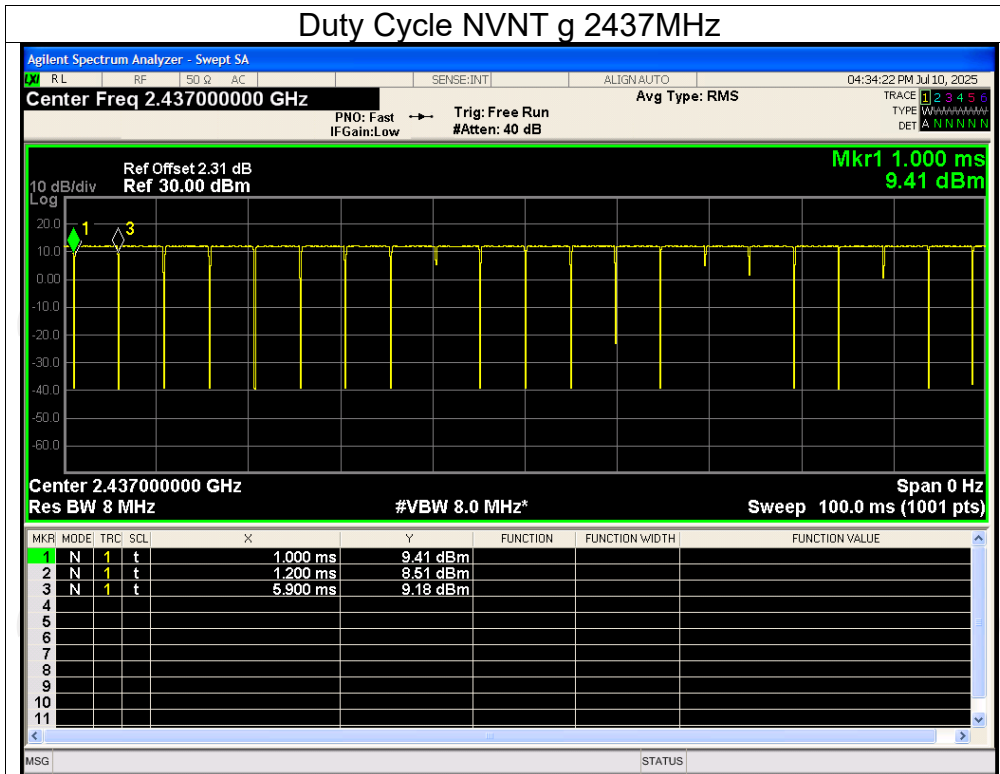 Duty Cycle NVNT g 2437MHz
Agilent Spectrum Analyzer - Swept SA
LXI RL RF 50 Ω AC SENSE:INT ALIGN AUTO 04:34:22 PM Jul 10, 2025
Center Freq 2.437000000 GHz Avg Type: RMS TRACE 1 2 3 4 5 6
PNO: Fast Trig: Free Run TYPE WWWWWW
IFGain:Low #Atten: 40 dB DET A N N N N N
Mkr1 1.000 ms
9.41 dBm
Ref Offset 2.31 dB
10 dB/div Ref 30.00 dBm
Log
20.0
10.0
0.00
-10.0
-20.0
-30.0
-40.0
-50.0
-60.0
1
3
Center 2.437000000 GHz Span 0 Hz
Res BW 8 MHz #VBW 8.0 MHz* Sweep 100.0 ms (1001 pts)
MKR MODE TRC SCL X Y FUNCTION FUNCTION WIDTH FUNCTION VALUE
1 N 1 t 1.000 ms 9.41 dBm
2 N 1 t 1.200 ms 8.51 dBm
3 N 1 t 5.900 ms 9.18 dBm
4
5
6
7
8
9
10
11
MSG STATUS